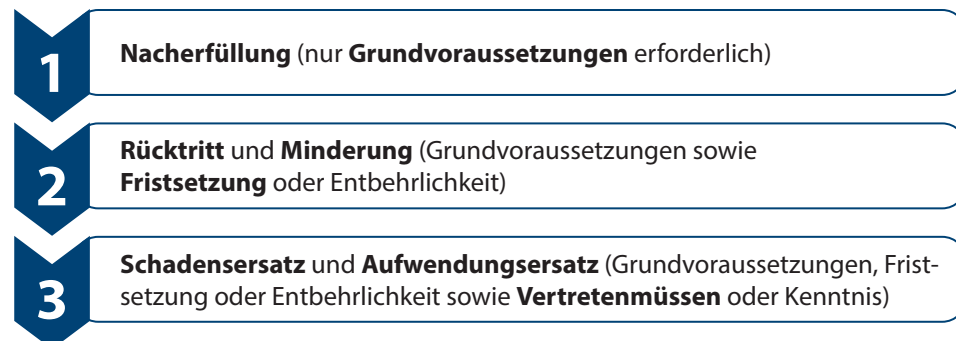 1
Nacherfüllung (nur Grundvoraussetzungen erforderlich)
2
Rücktritt und Minderung (Grundvoraussetzungen sowie
Fristsetzung oder Entbehrlichkeit)
3
Schadensersatz und Aufwendungsersatz (Grundvoraussetzungen, Frist-
setzung oder Entbehrlichkeit sowie Vertretenmüssen oder Kenntnis)